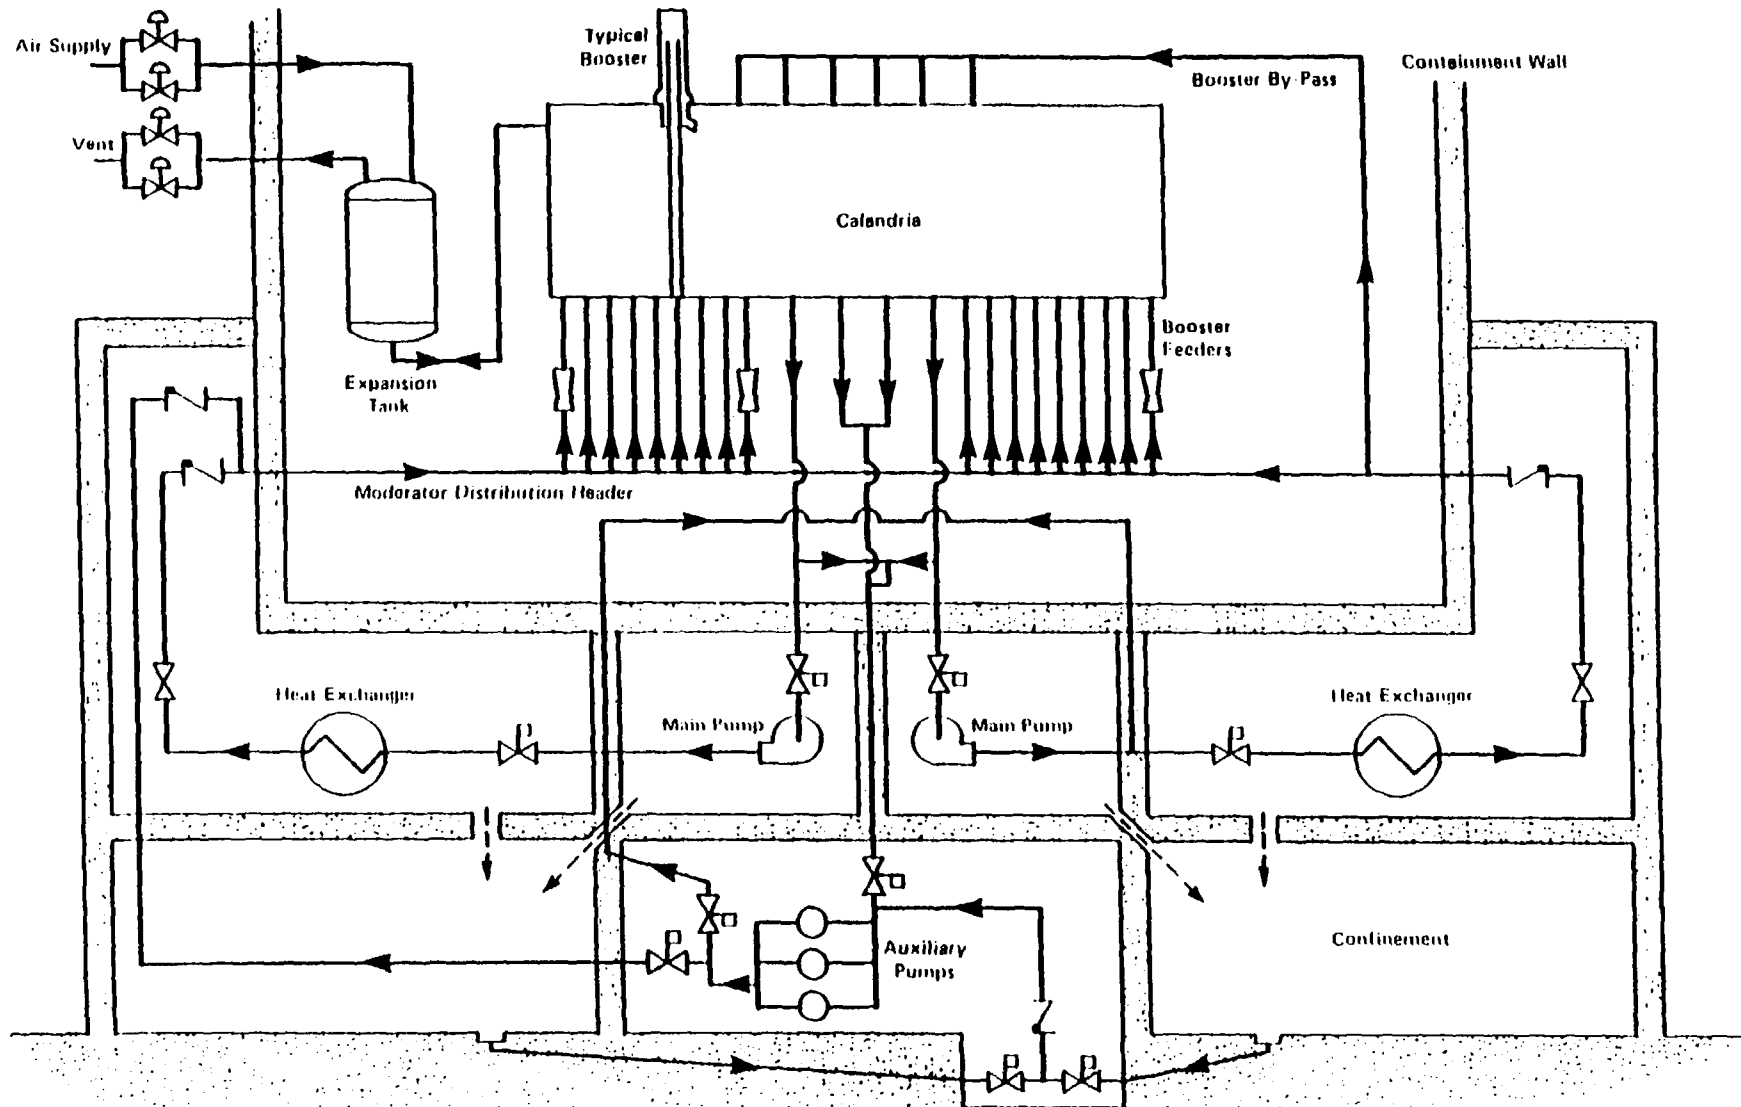 Air Supply
Typical
Booster
Booster By-Pass
Containment Wall
Vent
Calandria
Booster
Feeders
Expansion
Tank
Moderator Distribution Header
Heat Exchanger
Main Pump
Main Pump
Heat Exchanger
Auxiliary
Pumps
Confinement